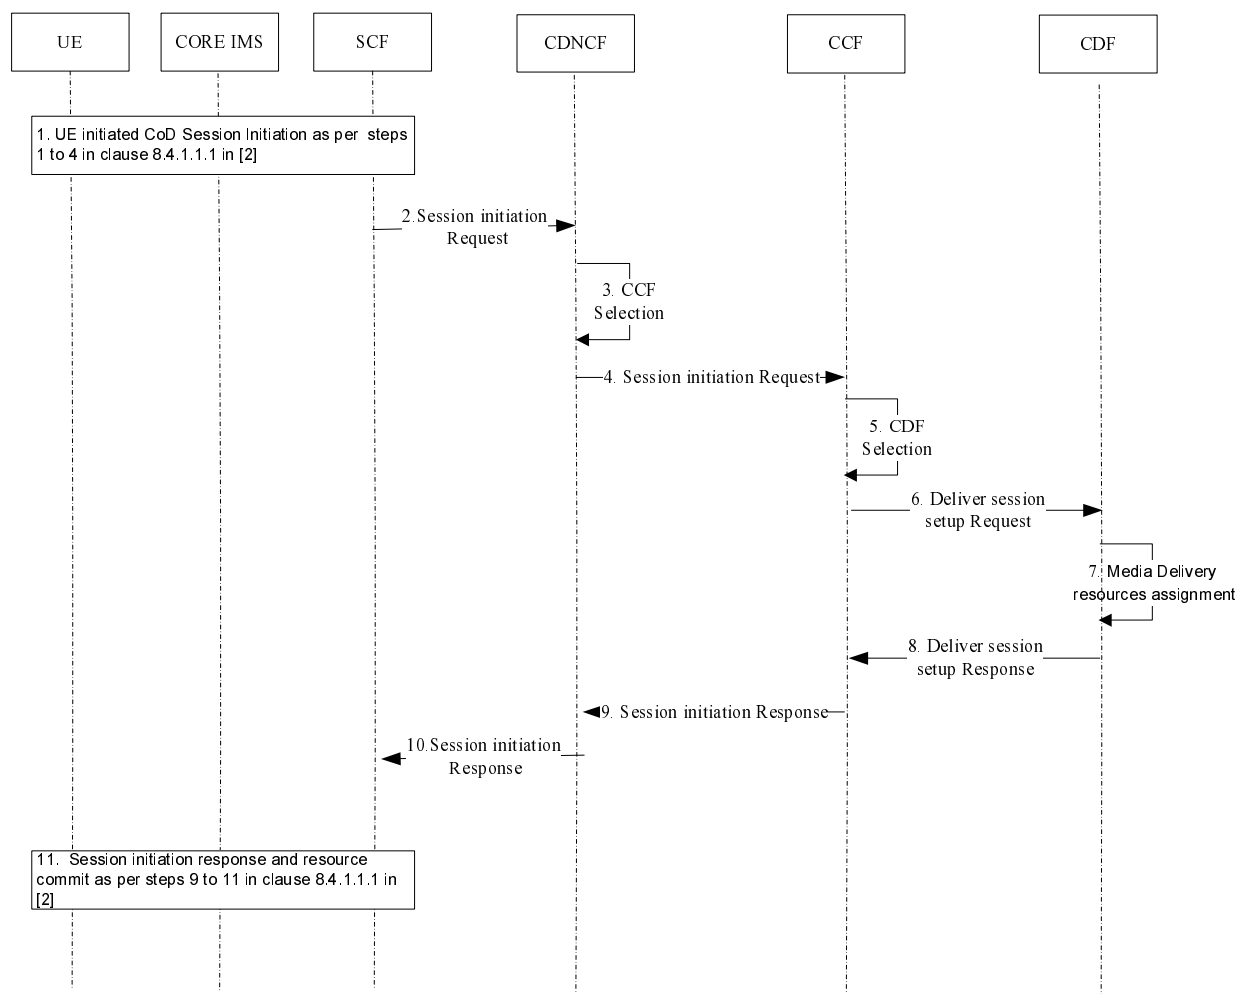 UE
CORE IMS
SCF
CDNCF
CCF
CDF
1. UE initiated CoD Session Initiation as per steps
1 to 4 in clause 8.4.1.1.1 in [2]
2.Session initiation
Request
3. CCF
Selection
4. Session initiation Request
5. CDF
Selection
6. Deliver session
setup Request
7. Media Delivery
resources assignment
8. Deliver session
setup Response
9. Session initiation Response
10.Session initiation
Response
11. Session initiation response and resource
commit as per steps 9 to 11 in clause 8.4.1.1.1 in
[2]